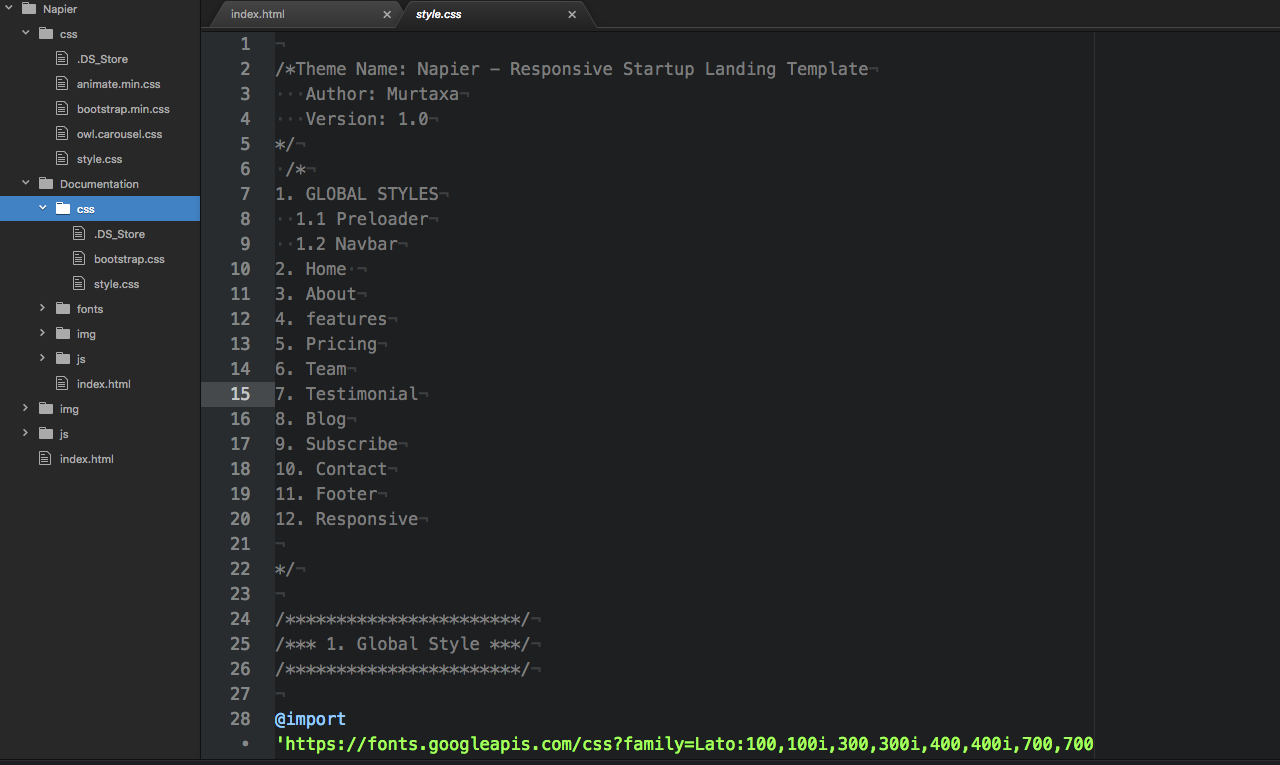 Napier
css
.DS_Store
animate.min.css
bootstrap.min.css
owl.carousel.css
style.css
Documentation
css
.DS_Store
bootstrap.css
style.css
fonts
img
js
index.html
img
js
index.html
index.html
style.css
1
2 /*Theme Name: Napier - Responsive Startup Landing Template
3 Author: Murtaxa
4 Version: 1.0
5 */
6 /*
7 1. GLOBAL STYLES
8 1.1 Preloader
9 1.2 Navbar
10 2. Home
11 3. About
12 4. features
13 5. Pricing
14 6. Team
15 7. Testimonial
16 8. Blog
17 9. Subscribe
18 10. Contact
19 11. Footer
20 12. Responsive
21
22 */
23
24 /***********************/
25 /*** 1. Global Style ***/
26 /***********************/
27
28 @import
• 'https://fonts.googleapis.com/css?family=Lato:100,100i,300,300i,400,400i,700,700